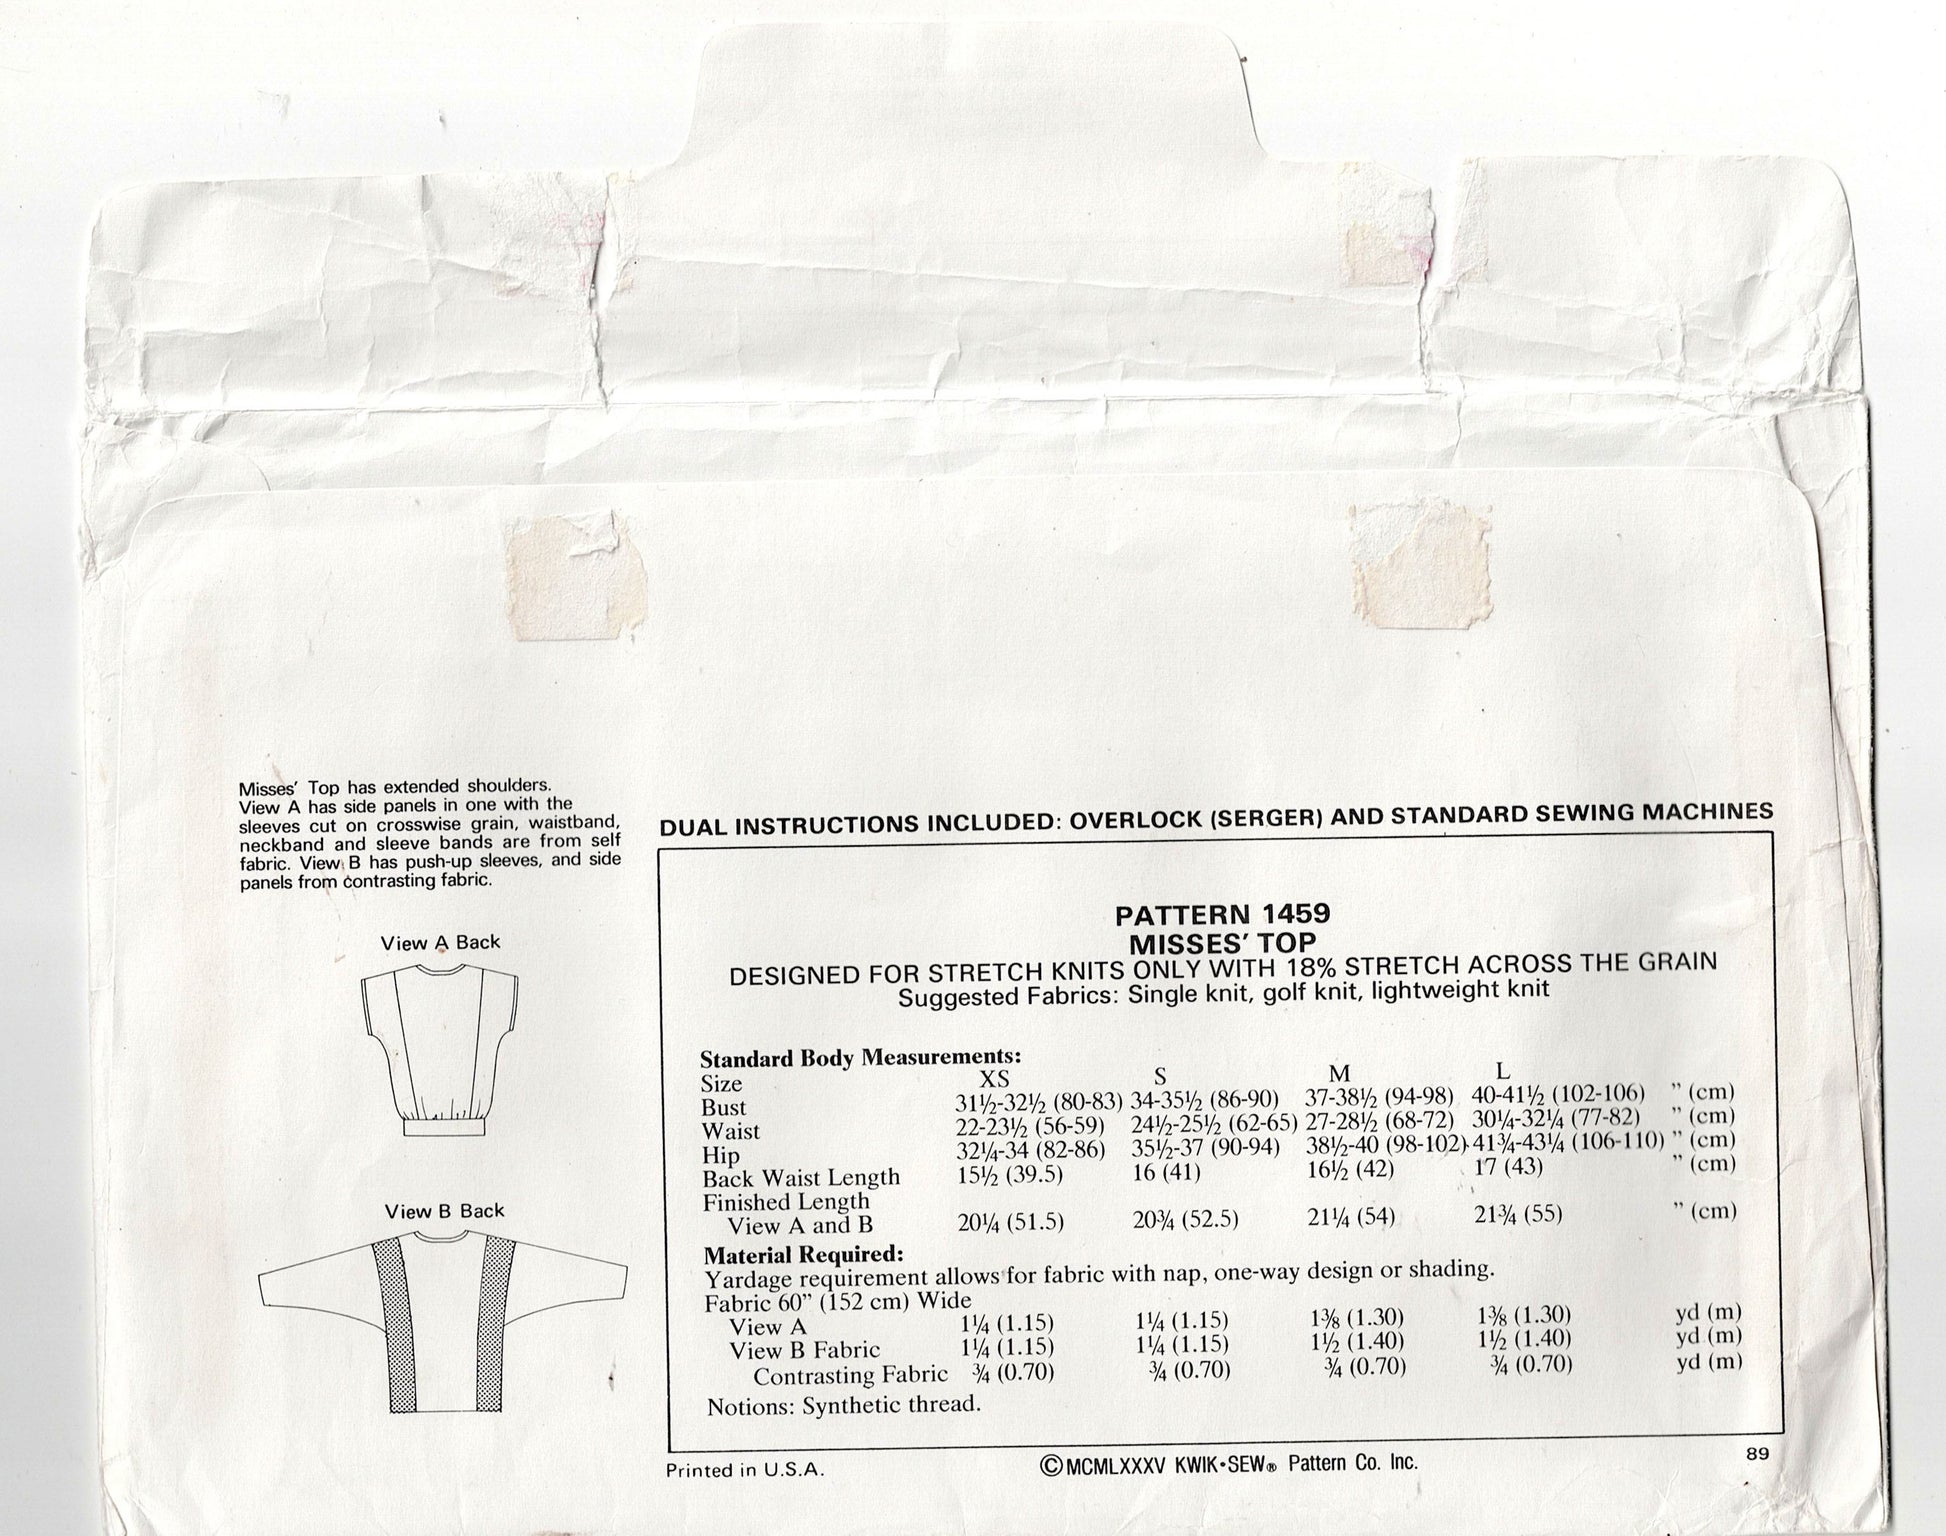 Misses' Top has extended shoulders.
View A has side panels in one with the
sleeves cut on crosswise grain, waistband,
neckband and sleeve bands are from self
fabric. View B has push-up sleeves, and side
panels from contrasting fabric.
View A Back
View B Back
DUAL INSTRUCTIONS INCLUDED: OVERLOCK (SERGER) AND STANDARD SEWING MACHINES
PATTERN 1459
MISSES' TOP
DESIGNED FOR STRETCH KNITS ONLY WITH 18% STRETCH ACROSS THE GRAIN
Suggested Fabrics: Single knit, golf knit, lightweight knit
Standard Body Measurements:
Size XS S M L
Bust 31½-32½ (80-83) 34-35½ (86-90) 37-38½ (94-98) 40-41½ (102-106) " (cm)
Waist 22-23½ (56-59) 24½-25½ (62-65) 27-28½ (68-72) 30¼-32¼ (77-82) " (cm)
Hip 32¼-34 (82-86) 35½-37 (90-94) 38½-40 (98-102) 41¾-43¼ (106-110) " (cm)
Back Waist Length 15½ (39.5) 16 (41) 16½ (42) 17 (43) " (cm)
Finished Length
View A and B 20¼ (51.5) 20¾ (52.5) 21¼ (54) 21¾ (55) " (cm)
Material Required:
Yardage requirement allows for fabric with nap, one-way design or shading.
Fabric 60" (152 cm) Wide
View A 1¼ (1.15) 1¼ (1.15) 1⅜ (1.30) 1⅜ (1.30) yd (m)
View B Fabric 1¼ (1.15) 1¼ (1.15) 1½ (1.40) 1½ (1.40) yd (m)
Contrasting Fabric ¾ (0.70) ¾ (0.70) ¾ (0.70) ¾ (0.70) yd (m)
Notions: Synthetic thread.
Printed in U.S.A.
©MCMLXXXV KWIK•SEW® Pattern Co. Inc.
89